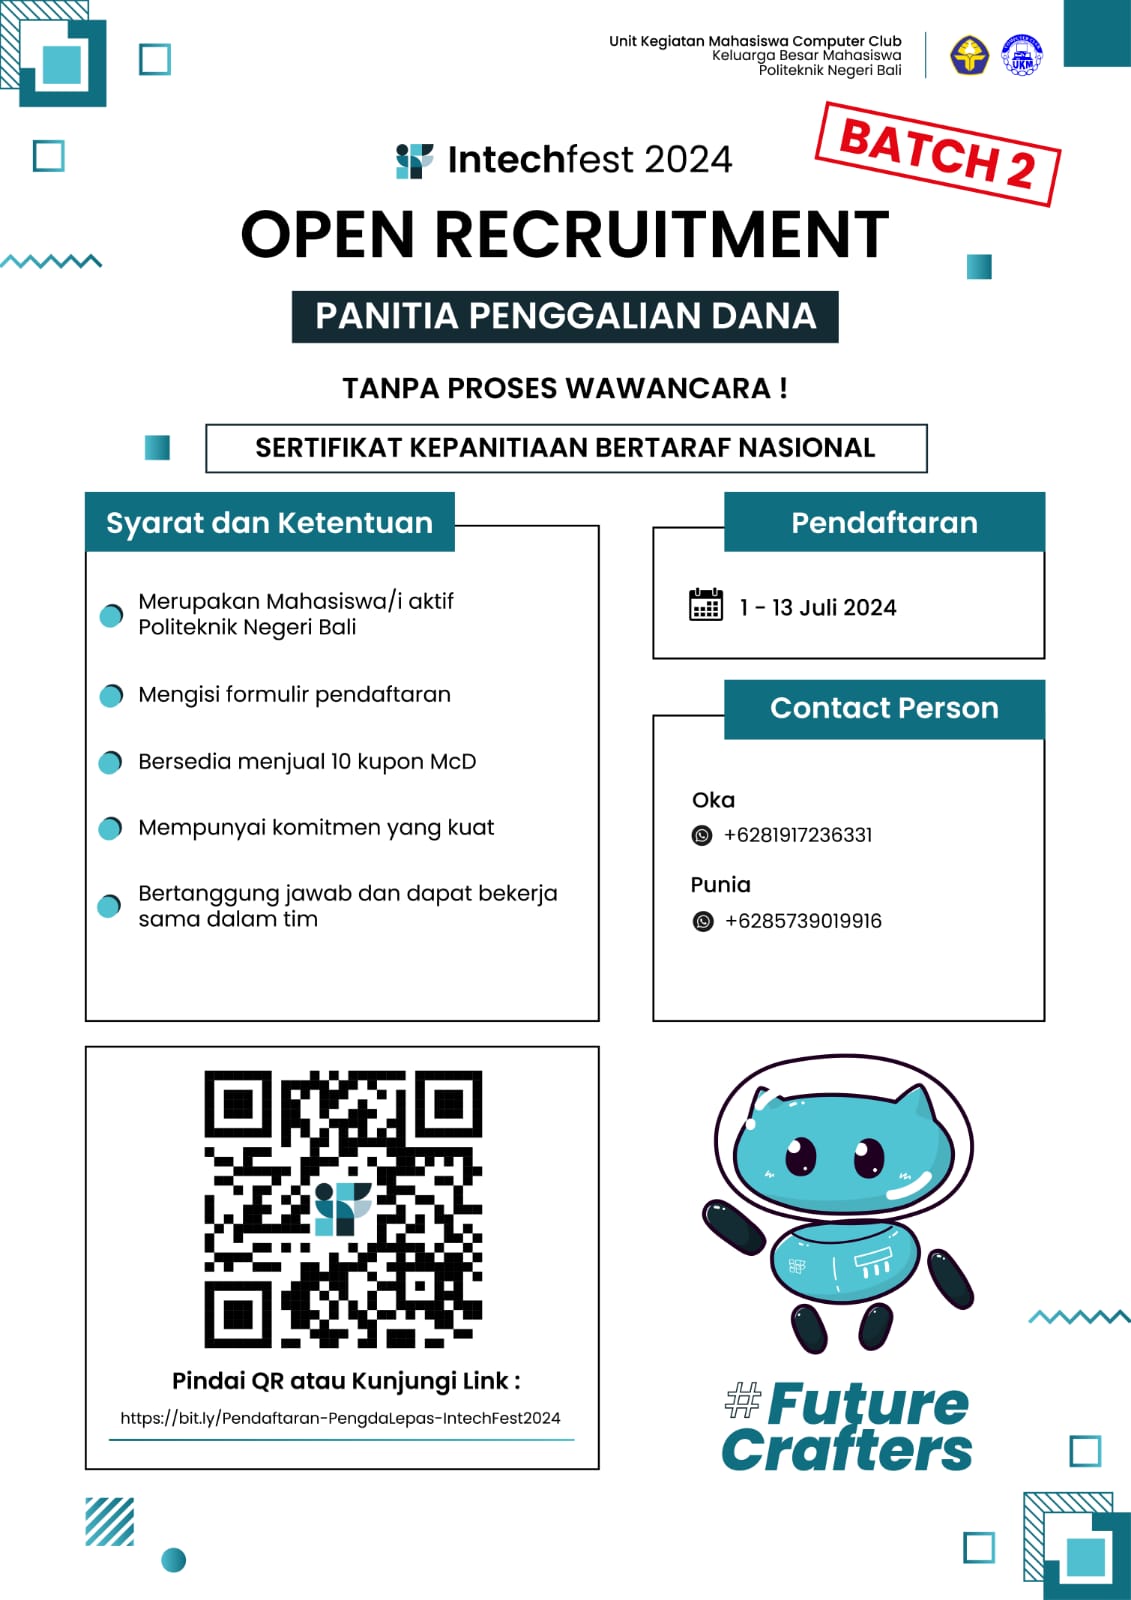 Unit Kegiatan Mahasiswa Computer Club
Keluarga Besar Mahasiswa
Politeknik Negeri Bali
COMPUTER CLUB
UKM
BATCH 2
Intechfest 2024
OPEN RECRUITMENT
PANITIA PENGGALIAN DANA
TANPA PROSES WAWANCARA !
SERTIFIKAT KEPANITIAAN BERTARAF NASIONAL
Syarat dan Ketentuan
Merupakan Mahasiswa/i aktif
Politeknik Negeri Bali
Mengisi formulir pendaftaran
Bersedia menjual 10 kupon McD
Mempunyai komitmen yang kuat
Bertanggung jawab dan dapat bekerja
sama dalam tim
Pendaftaran
1 - 13 Juli 2024
Contact Person
Oka
+6281917236331
Punia
+6285739019916
Pindai QR atau Kunjungi Link :
https://bit.ly/Pendaftaran-PengdaLepas-IntechFest2024
#Future
Crafters